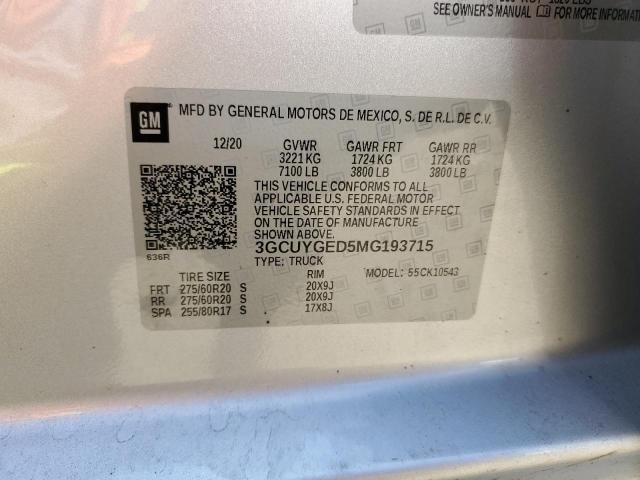 SEE OWNER'S MANUAL FOR MORE INFORMA
GM
MFD BY GENERAL MOTORS DE MEXICO, S. DE R.L. DE C.V.
12/20 GVWR GAWR FRT GAWR RR
3221 KG 1724 KG 1724 KG
7100 LB 3800 LB 3800 LB
THIS VEHICLE CONFORMS TO ALL
APPLICABLE U.S. FEDERAL MOTOR
VEHICLE SAFETY STANDARDS IN EFFECT
ON THE DATE OF MANUFACTURE
SHOWN ABOVE.
636R
3GCUYGED5MG193715
TYPE: TRUCK
TIRE SIZE RIM MODEL: 55CK10543
FRT 275/60R20 S 20X9J
RR 275/60R20 S 20X9J
SPA 255/80R17 S 17X8J